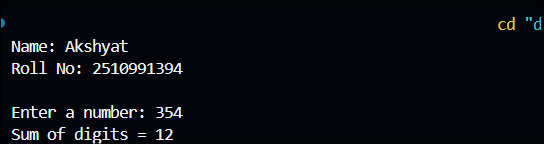 cd "d
Name: Akshyat
Roll No: 2510991394
Enter a number: 354
Sum of digits = 12